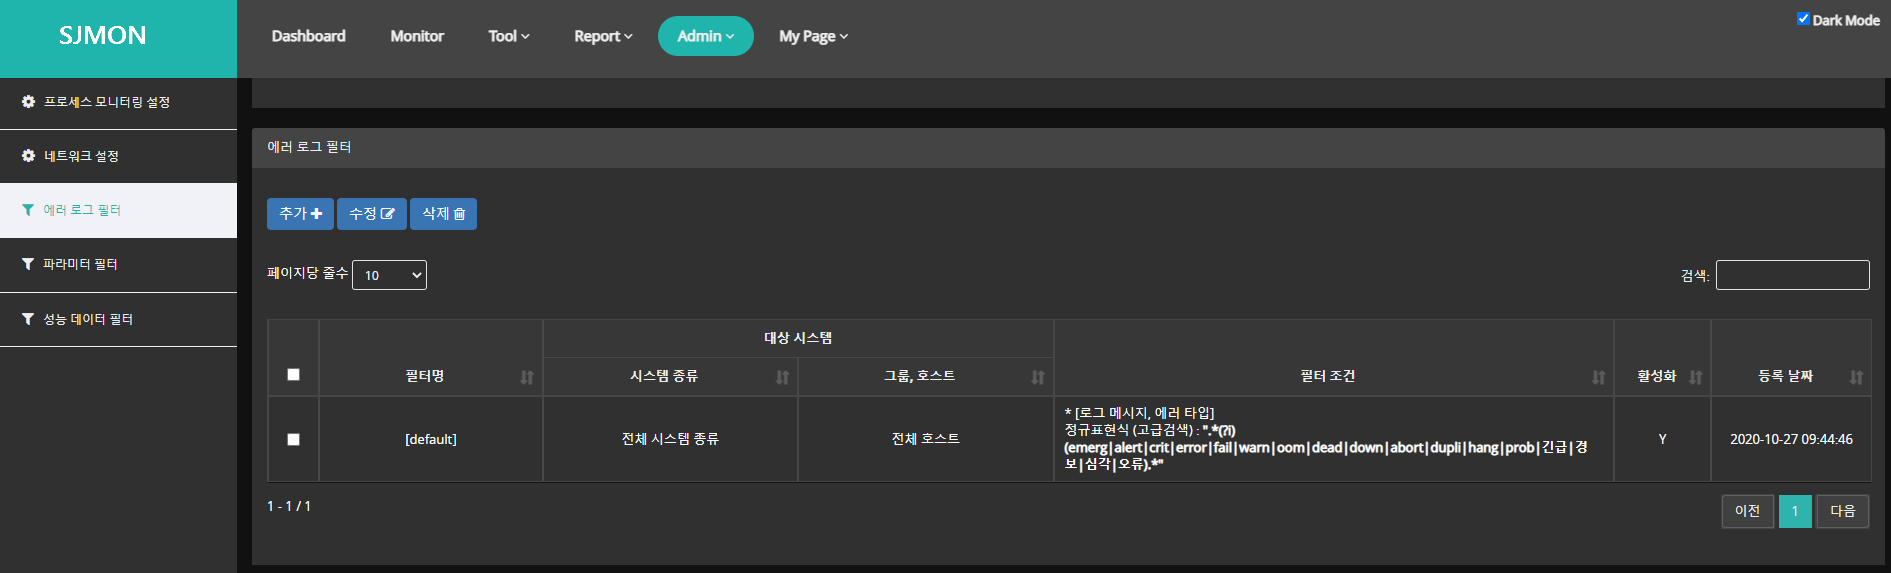 SJMON
Dashboard
Monitor
Tool
Report
Admin
My Page
Dark Mode
프로세스 모니터링 설정
네트워크 설정
에러 로그 필터
파라미터 필터
성능 데이터 필터
에러 로그 필터
추가
수정
삭제
페이지당 줄수 10
검색:
대상 시스템
필터명
시스템 종류
그룹, 호스트
필터 조건
활성화
등록 날짜
[default]
전체 시스템 종류
전체 호스트
* [로그 메시지, 에러 타입]
정규표현식 (고급검색) : ".*(?i)
(emerg|alert|crit|error|fail|warn|oom|dead|down|abort|dupli|hang|prob|긴급|경
보|심각|오류).*"
Y
2020-10-27 09:44:46
1 - 1 / 1
이전
1
다음